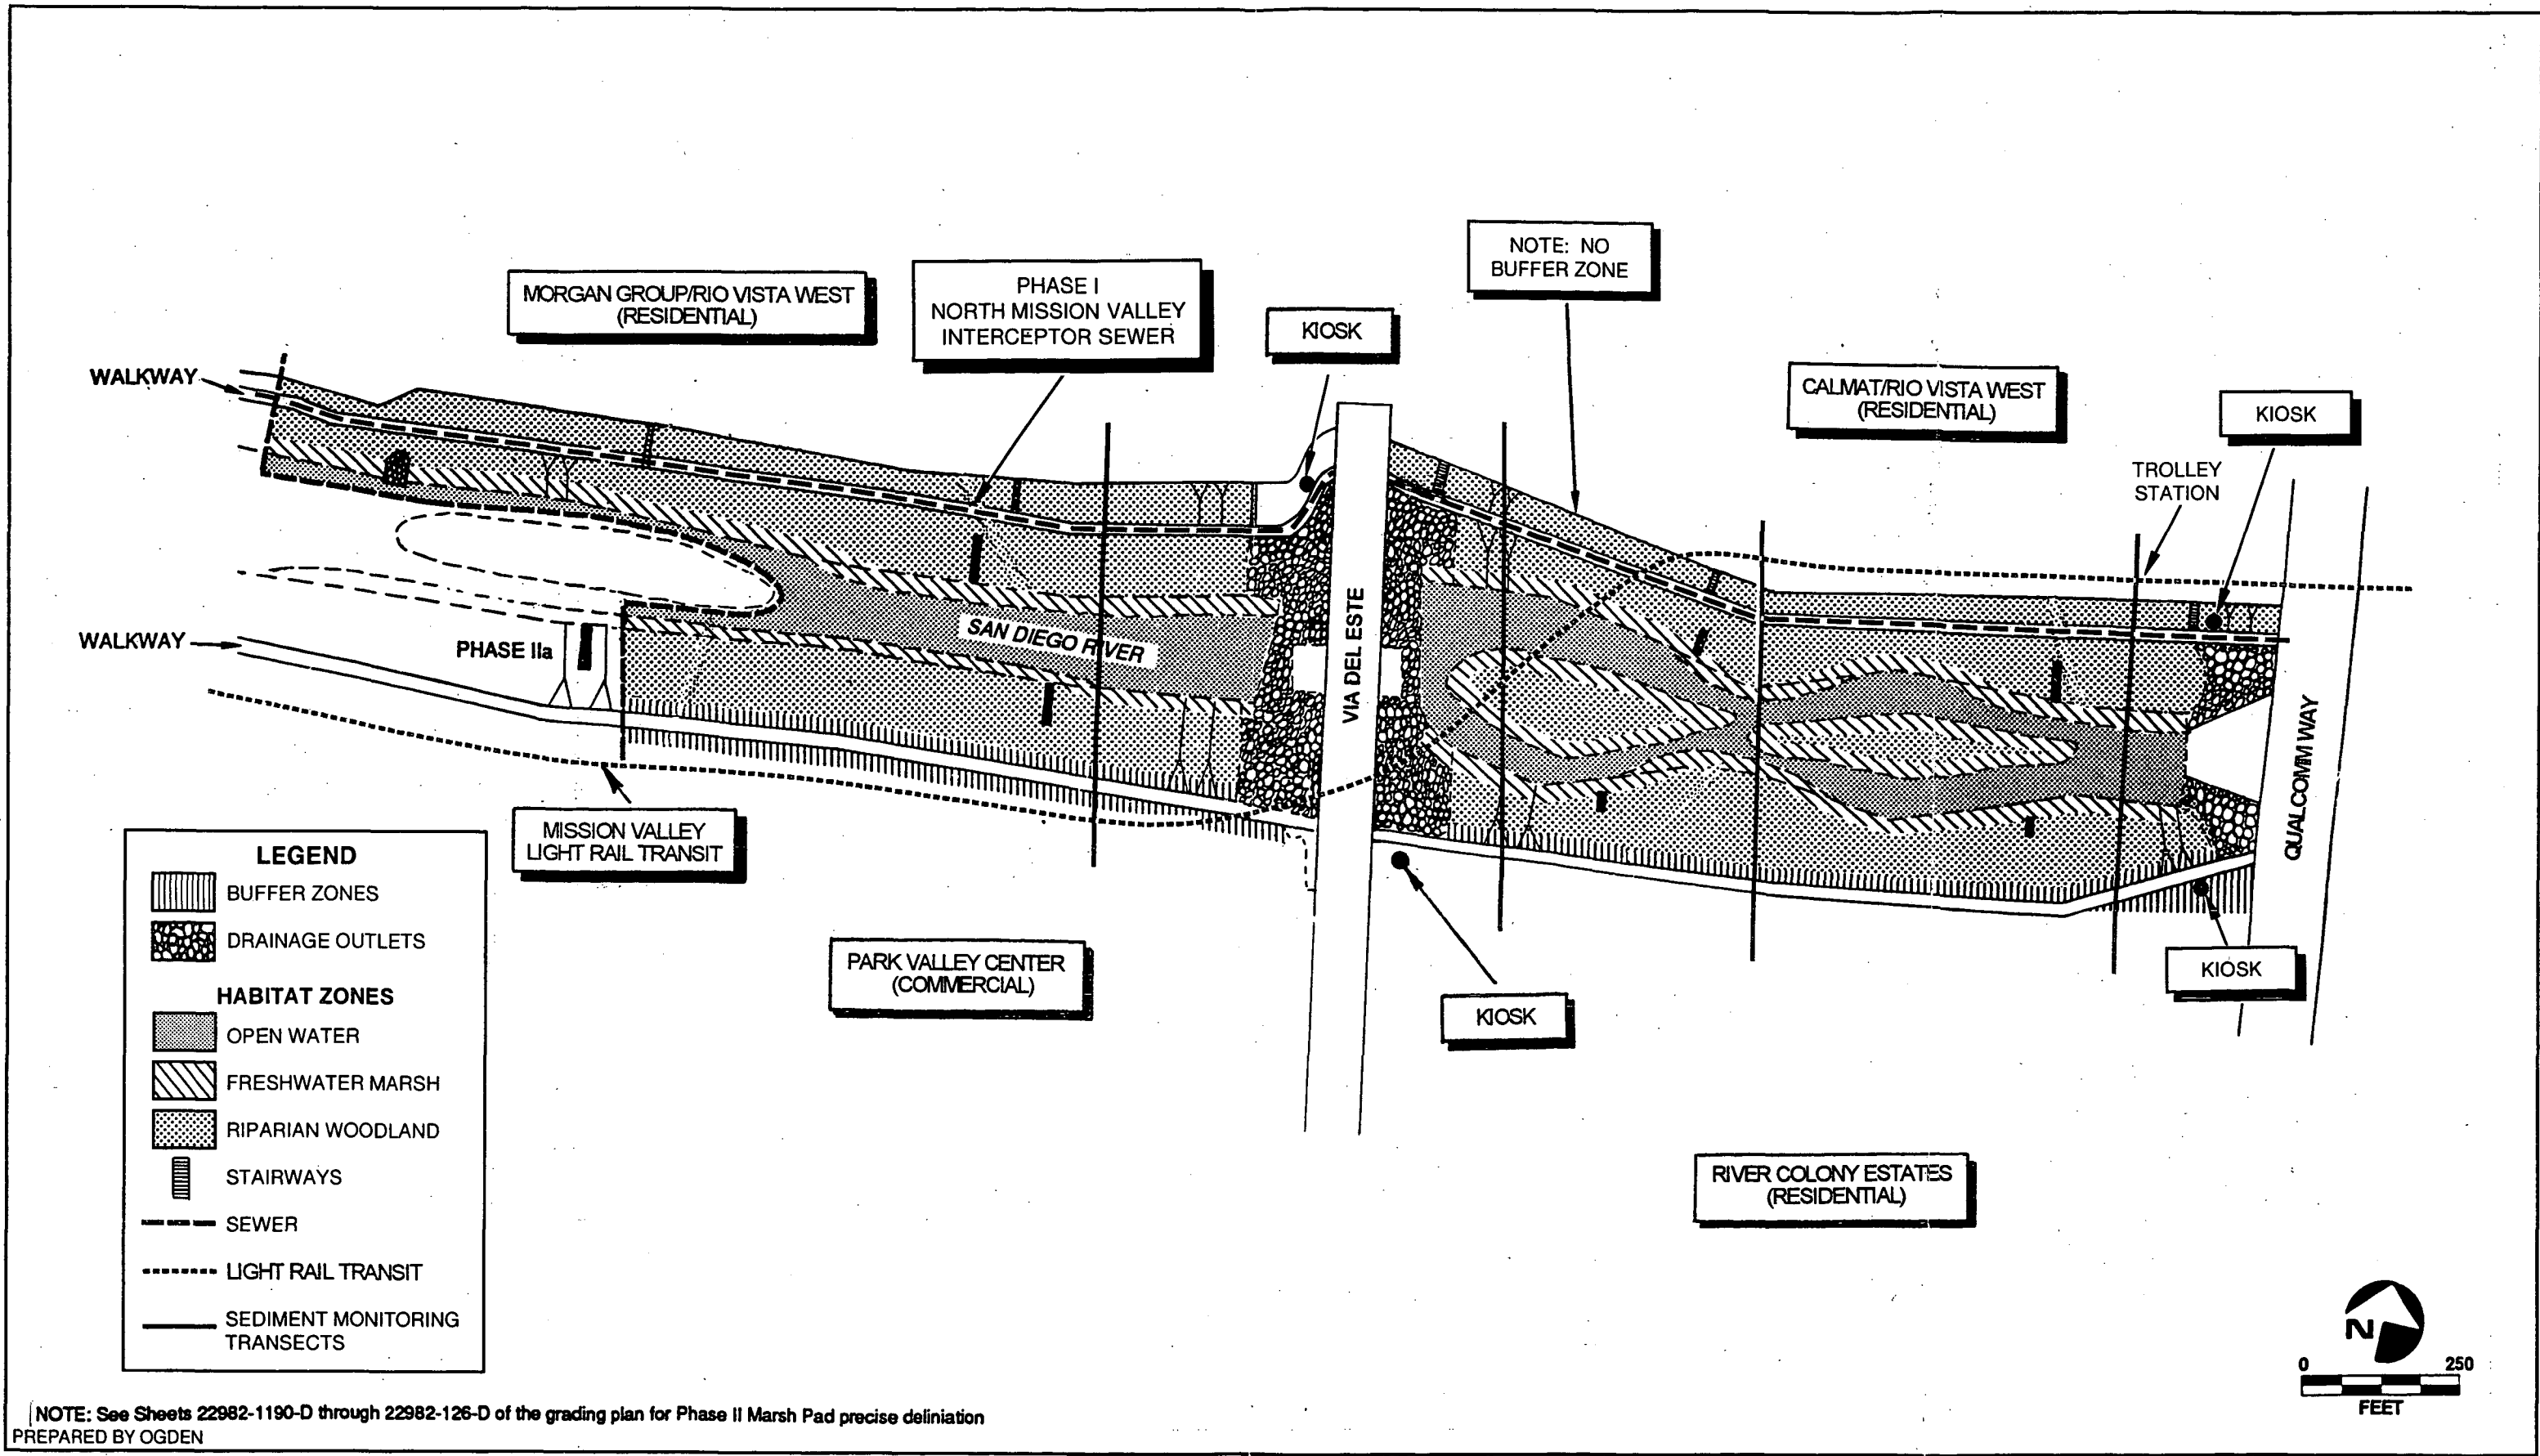 NOTE: NO
BUFFER ZONE
MORGAN GROUP/RIO VISTA WEST
(RESIDENTIAL)
PHASE I
NORTH MISSION VALLEY
INTERCEPTOR SEWER
KIOSK
CALMAT/RIO VISTA WEST
(RESIDENTIAL)
KIOSK
WALKWAY
TROLLEY
STATION
SAN DIEGO RIVER
VIA DEL ESTE
WALKWAY
PHASE IIa
QUALCOMM WAY
MISSION VALLEY
LIGHT RAIL TRANSIT
PARK VALLEY CENTER
(COMMERCIAL)
KIOSK
KIOSK
RIVER COLONY ESTATES
(RESIDENTIAL)
LEGEND
BUFFER ZONES
DRAINAGE OUTLETS
HABITAT ZONES
OPEN WATER
FRESHWATER MARSH
RIPARIAN WOODLAND
STAIRWAYS
SEWER
LIGHT RAIL TRANSIT
SEDIMENT MONITORING
TRANSECTS
N
0 250
FEET
NOTE: See Sheets 22982-1190-D through 22982-126-D of the grading plan for Phase II Marsh Pad precise deliniation
PREPARED BY OGDEN